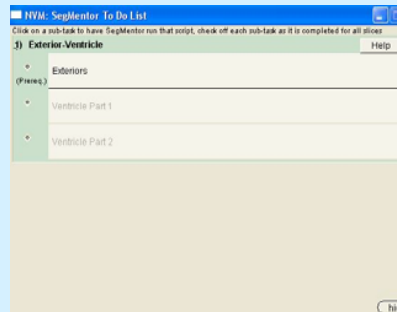 NVM: SegMentor To Do List
Click on a sub-task to have SegMentor run that script, check off each sub-task as it is completed for all slices
1) Exterior-Ventricle
Help
Exteriors
(Prereq.)
Ventricle Part 1
Ventricle Part 2